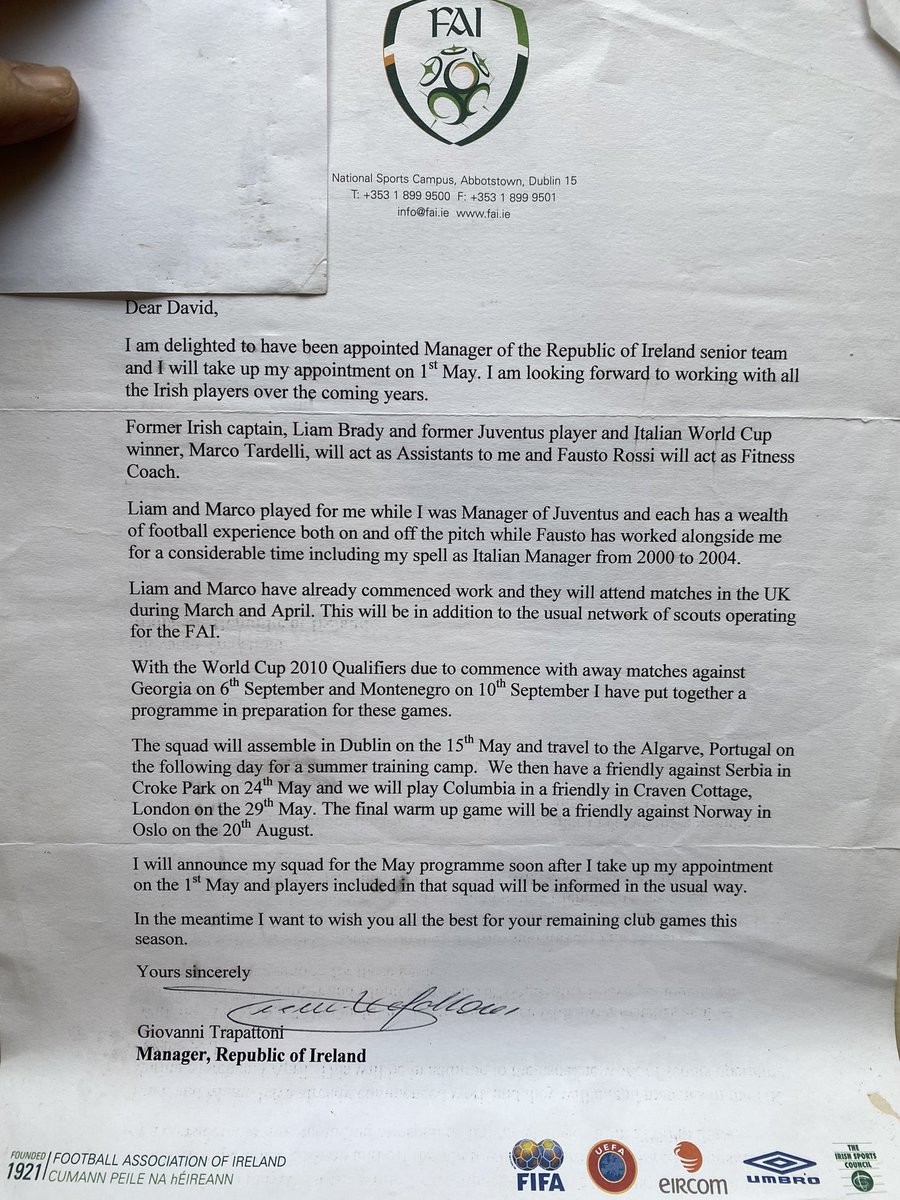 FAI
National Sports Campus, Abbotstown, Dublin 15
T: +353 1 899 9500 F: +353 1 899 9501
info@fai.ie www.fai.ie
Dear David,
I am delighted to have been appointed Manager of the Republic of Ireland senior team
and I will take up my appointment on 1st May. I am looking forward to working with all
the Irish players over the coming years.
Former Irish captain, Liam Brady and former Juventus player and Italian World Cup
winner, Marco Tardelli, will act as Assistants to me and Fausto Rossi will act as Fitness
Coach.
Liam and Marco played for me while I was Manager of Juventus and each has a wealth
of football experience both on and off the pitch while Fausto has worked alongside me
for a considerable time including my spell as Italian Manager from 2000 to 2004.
Liam and Marco have already commenced work and they will attend matches in the UK
during March and April. This will be in addition to the usual network of scouts operating
for the FAI.
With the World Cup 2010 Qualifiers due to commence with away matches against
Georgia on 6th September and Montenegro on 10th September I have put together a
programme in preparation for these games.
The squad will assemble in Dublin on the 15th May and travel to the Algarve, Portugal on
the following day for a summer training camp. We then have a friendly against Serbia in
Croke Park on 24th May and we will play Columbia in a friendly in Craven Cottage,
London on the 29th May. The final warm up game will be a friendly against Norway in
Oslo on the 20th August.
I will announce my squad for the May programme soon after I take up my appointment
on the 1st May and players included in that squad will be informed in the usual way.
In the meantime I want to wish you all the best for your remaining club games this
season.
Yours sincerely
Giovanni Trapattoni
Manager, Republic of Ireland
FOUNDED
1921
FOOTBALL ASSOCIATION OF IRELAND
CUMANN PEILE NA hÉIREANN
FIFA
UEFA
eircom
UMBRO
THE
IRISH SPORTS
COUNCIL